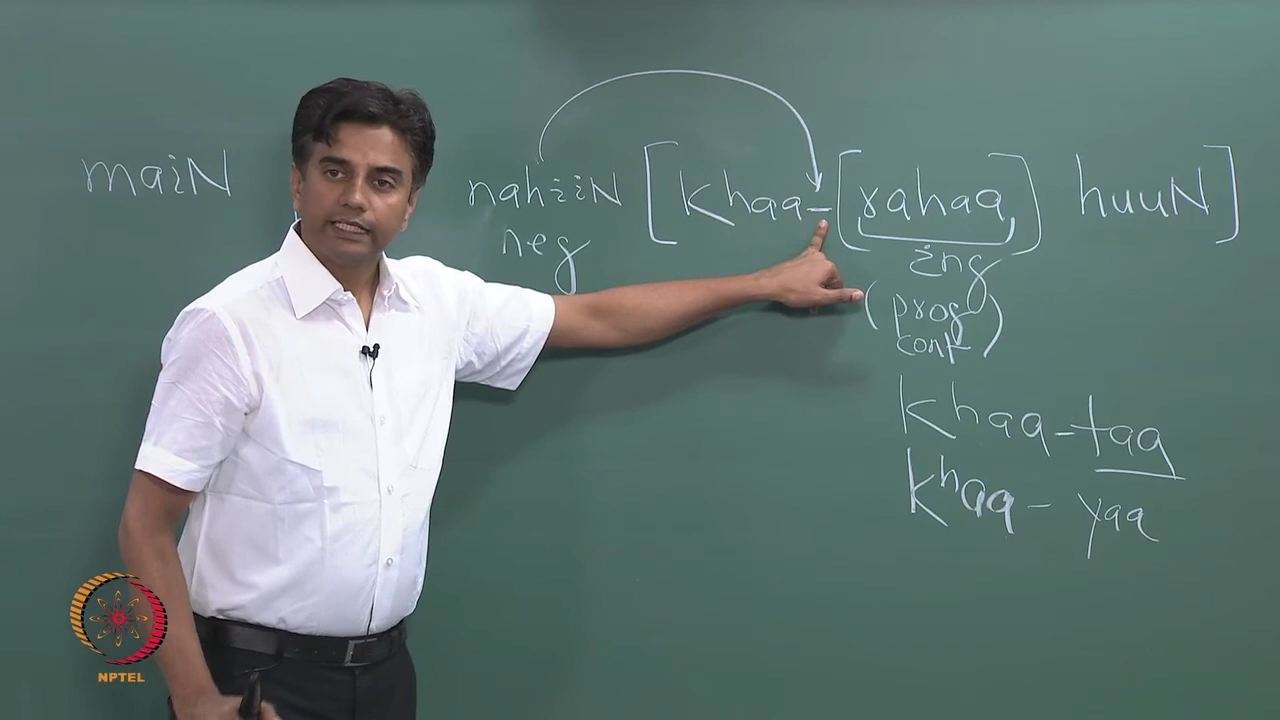 maiN nahiiN [khaa-(rahaa) huuN]
neg ing
(prog
cont)
khaa-taa
khaa-yaa
NPTEL